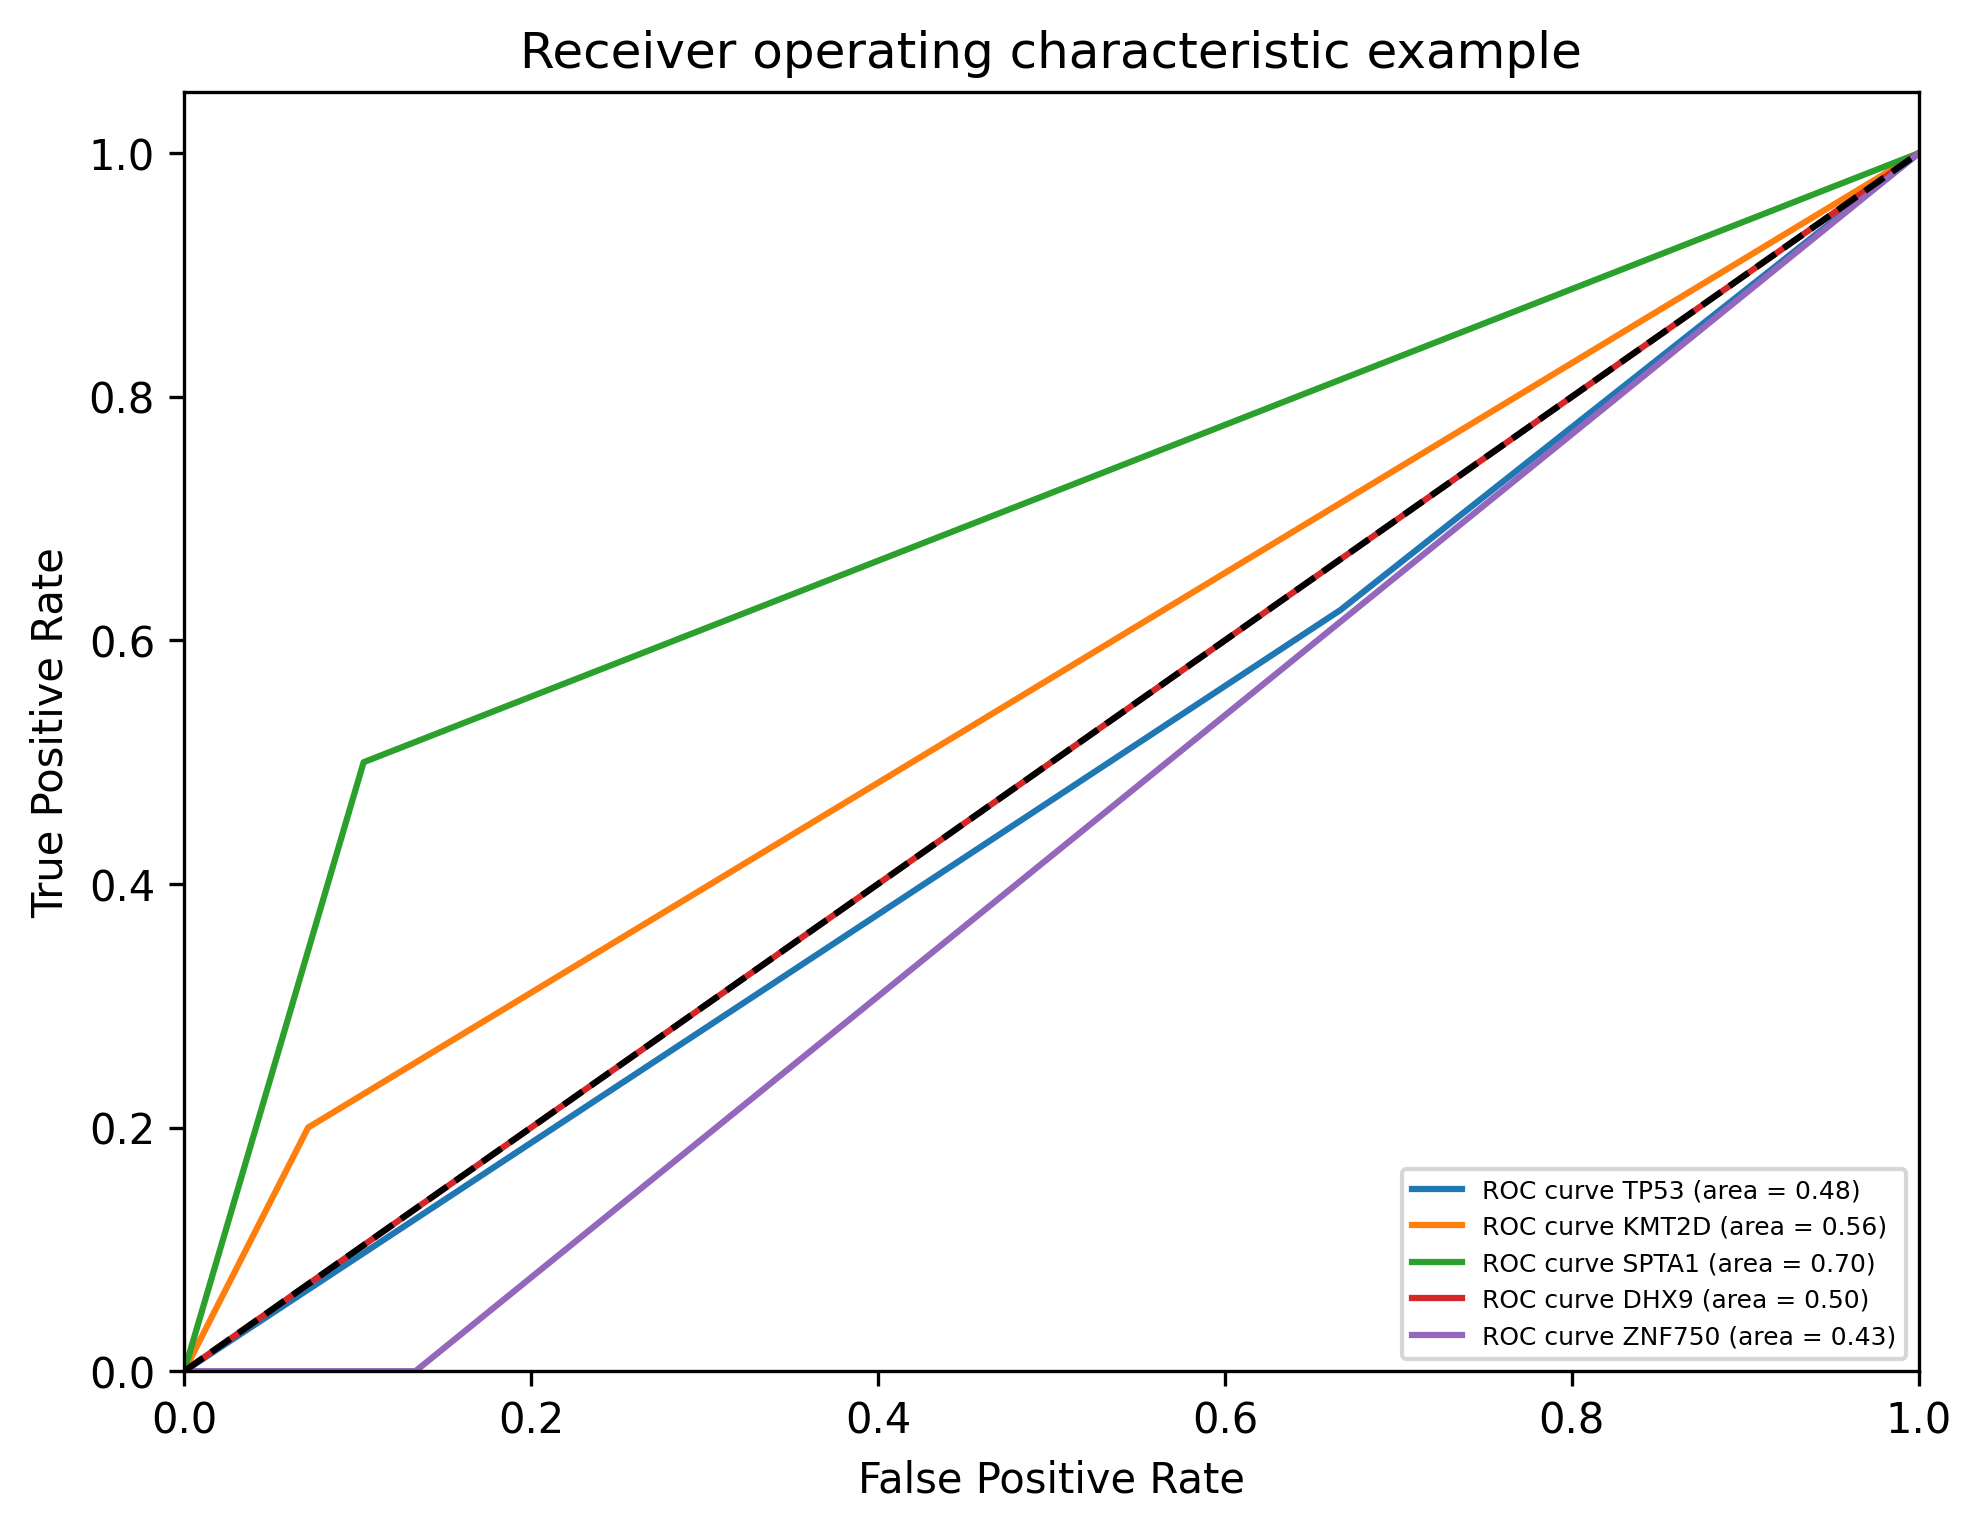 Receiver operating characteristic example
True Positive Rate
1.0
0.8
0.6
0.4
0.2
0.0
0.0 0.2 0.4 0.6 0.8 1.0
False Positive Rate
ROC curve TP53 (area = 0.48)
ROC curve KMT2D (area = 0.56)
ROC curve SPTA1 (area = 0.70)
ROC curve DHX9 (area = 0.50)
ROC curve ZNF750 (area = 0.43)